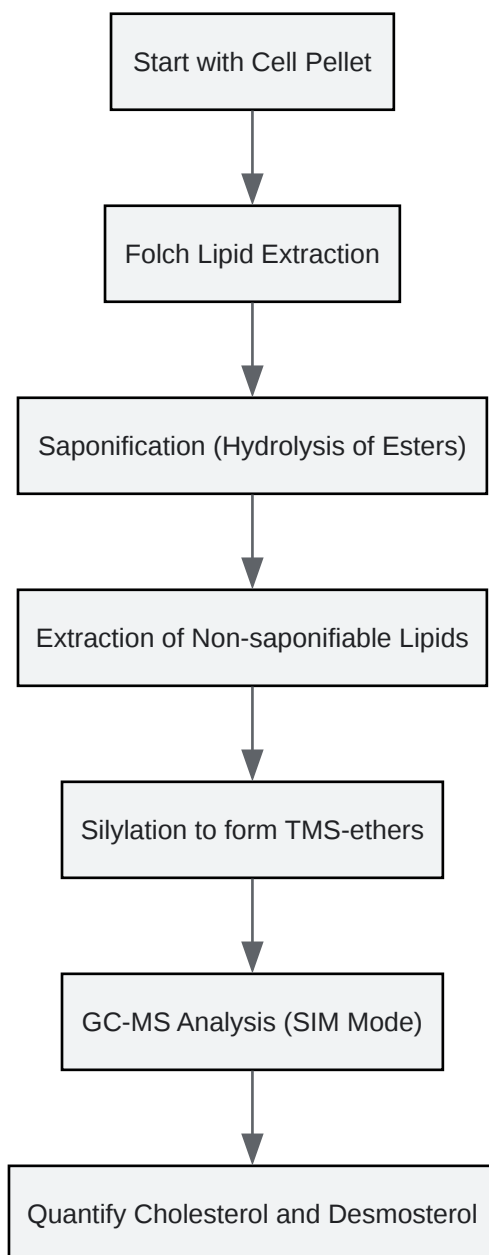 Start with Cell Pellet
Folch Lipid Extraction
Saponification (Hydrolysis of Esters)
Extraction of Non-saponifiable Lipids
Silylation to form TMS-ethers
GC-MS Analysis (SIM Mode)
Quantify Cholesterol and Desmosterol